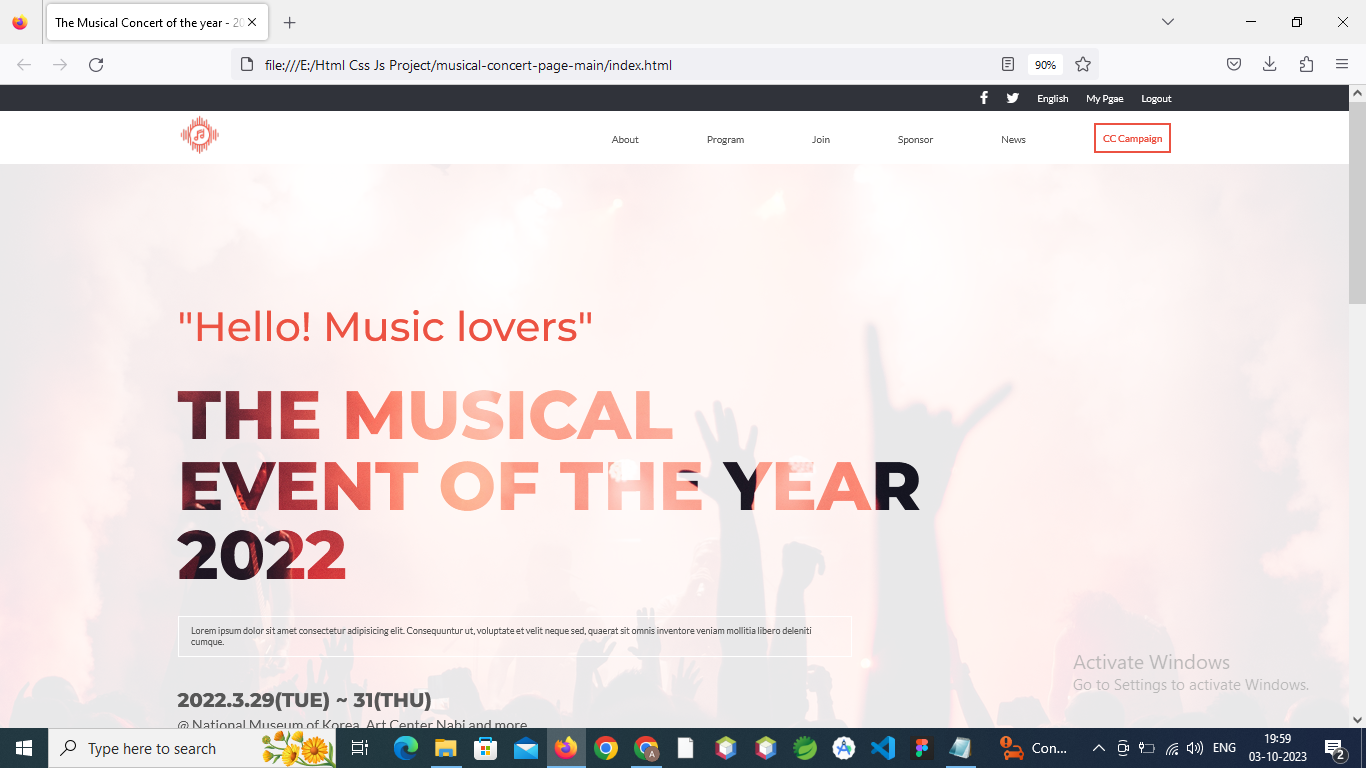 The Musical Concert of the year - 20
file:///E:/Html Css Js Project/musical-concert-page-main/index.html
90%
English My Pgae Logout
About Program Join Sponsor News CC Campaign
"Hello! Music lovers"
THE MUSICAL
EVENT OF THE YEAR
2022
Lorem ipsum dolor sit amet consectetur adipisicing elit. Consequuntur ut, voluptate et velit neque sed, quaerat sit omnis inventore veniam mollitia libero deleniti
cumque.
2022.3.29(TUE) ~ 31(THU)
@ National Museum of Korea, Art Center Nabi and more
Activate Windows
Go to Settings to activate Windows.
Type here to search
Con...
ENG
19:59
03-10-2023
2